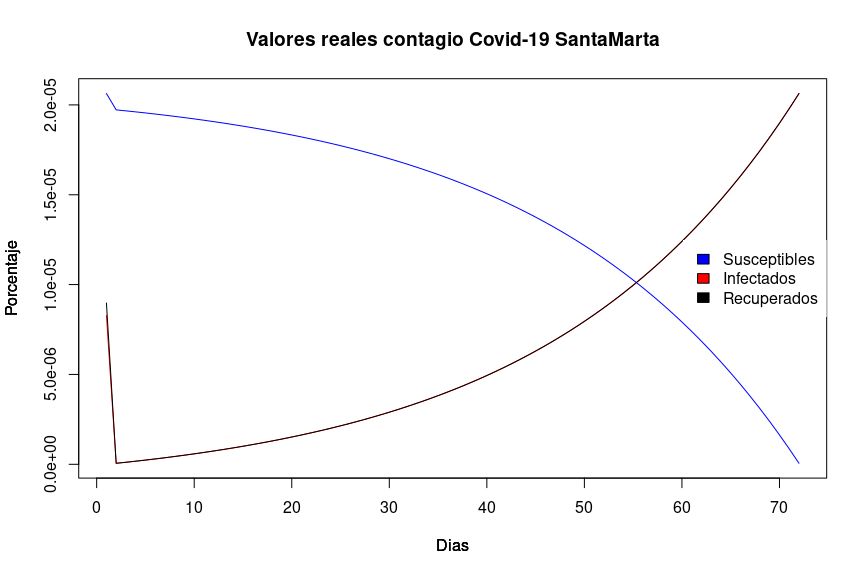 Valores reales contagio Covid-19 SantaMarta
Porcentaje
2.0e-05
1.5e-05
1.0e-05
5.0e-06
0.0e+00
Susceptibles
Infectados
Recuperados
0 10 20 30 40 50 60 70
Dias